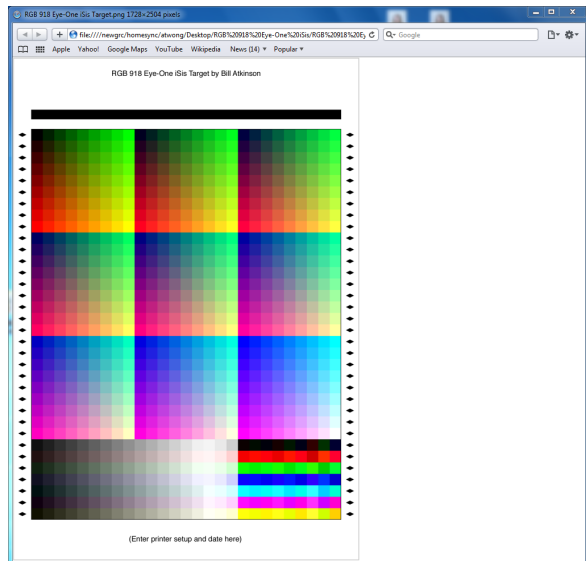 RGB 918 Eye-One iSis Target.png 1728×2504 pixels
file:////newgrc/homesync/atwong/Desktop/RGB%20918%20Eye-One%20iSis/RGB%20918%20Ey
Google
Apple Yahoo! Google Maps YouTube Wikipedia News (14) Popular
RGB 918 Eye-One iSis Target by Bill Atkinson
(Enter printer setup and date here)